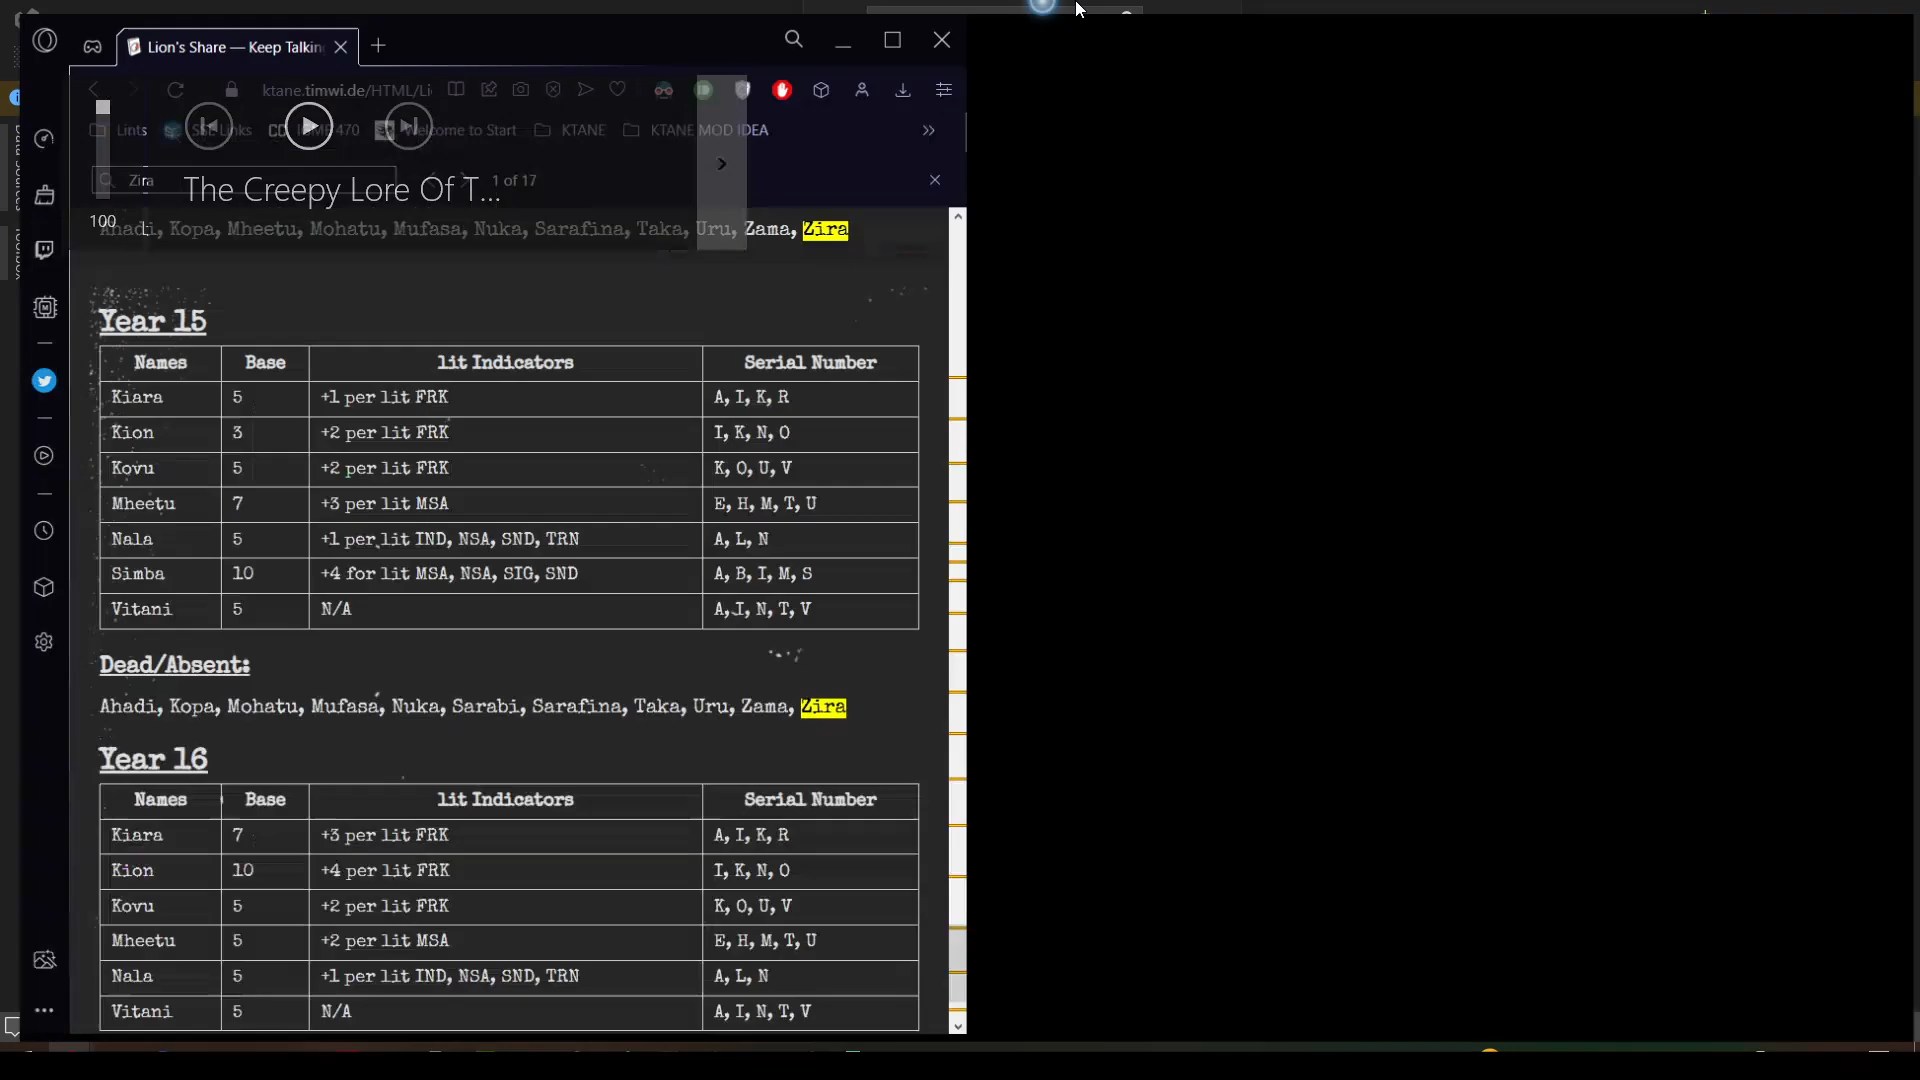 Lion's Share — Keep Talkin
ktane.timwi.de/HTML/Li
Lints
Links
470
elcome to Start
KTANE
KTANE MOD IDEA
»
Zira
1 of 17
The Creepy Lore Of T...
100
Ahadi, Kopa, Mheetu, Mohatu, Mufasa, Nuka, Sarafina, Taka, Uru, Zama, Zira
Year 15
Names Base lit Indicators Serial Number
Kiara 5 +1 per lit FRK A, I, K, R
Kion 3 +2 per lit FRK I, K, N, O
Kovu 5 +2 per lit FRK K, O, U, V
Mheetu 7 +3 per lit MSA E, H, M, T, U
Nala 5 +1 per lit IND, NSA, SND, TRN A, L, N
Simba 10 +4 for lit MSA, NSA, SIG, SND A, B, I, M, S
Vitani 5 N/A A, I, N, T, V
Dead/Absent:
Ahadi, Kopa, Mohatu, Mufasa, Nuka, Sarabi, Sarafina, Taka, Uru, Zama, Zira
Year 16
Names Base lit Indicators Serial Number
Kiara 7 +3 per lit FRK A, I, K, R
Kion 10 +4 per lit FRK I, K, N, O
Kovu 5 +2 per lit FRK K, O, U, V
Mheetu 5 +2 per lit MSA E, H, M, T, U
Nala 5 +1 per lit IND, NSA, SND, TRN A, L, N
Vitani 5 N/A A, I, N, T, V